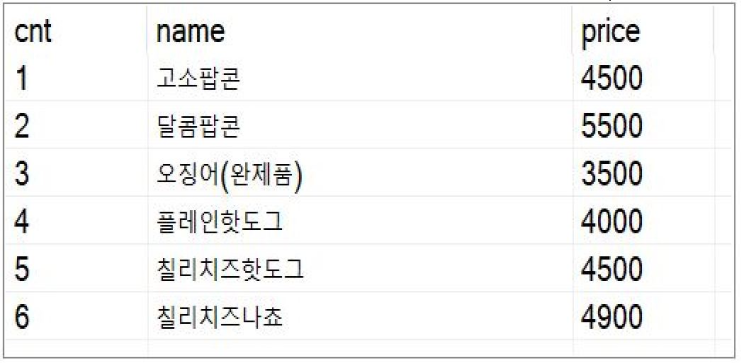 cnt name price
1 고소팝콘 4500
2 달콤팝콘 5500
3 오징어(완제품) 3500
4 플레인핫도그 4000
5 칠리치즈핫도그 4500
6 칠리치즈나쵸 4900